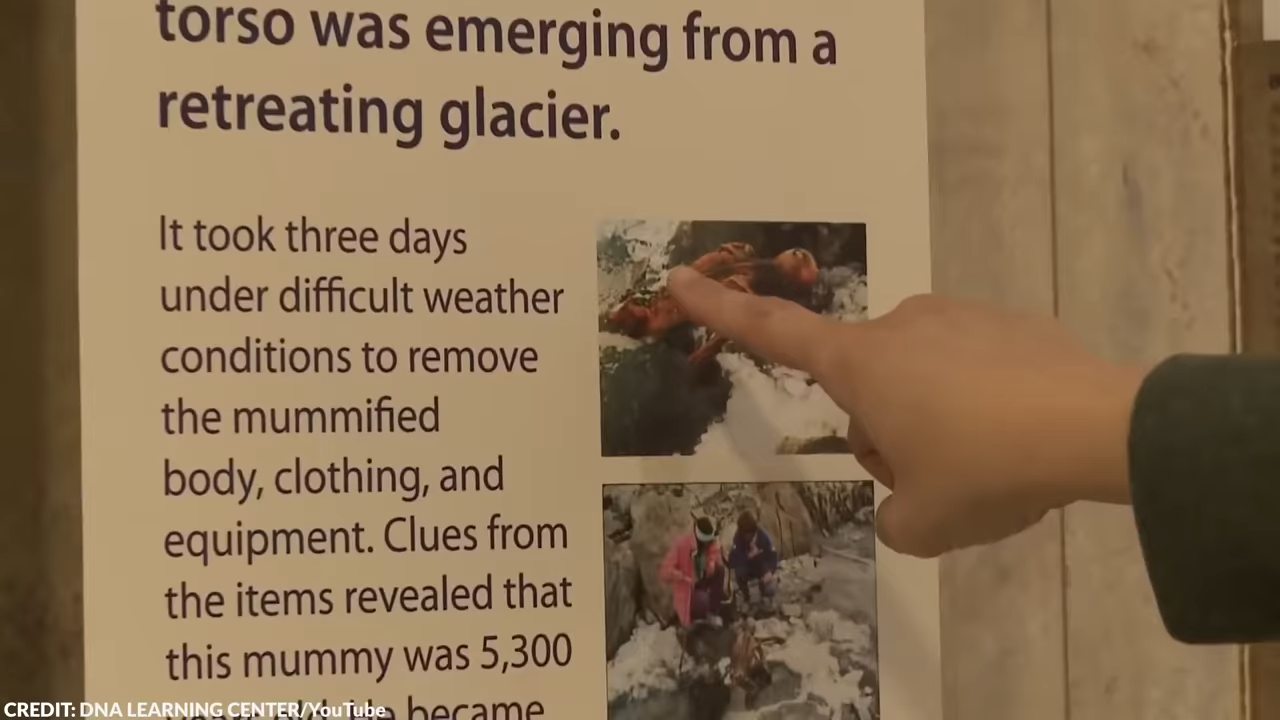 torso was emerging from a
retreating glacier.
It took three days
under difficult weather
conditions to remove
the mummified
body, clothing, and
equipment. Clues from
the items revealed that
this mummy was 5,300
became
CREDIT: DNA LEARNING CENTER/YouTube